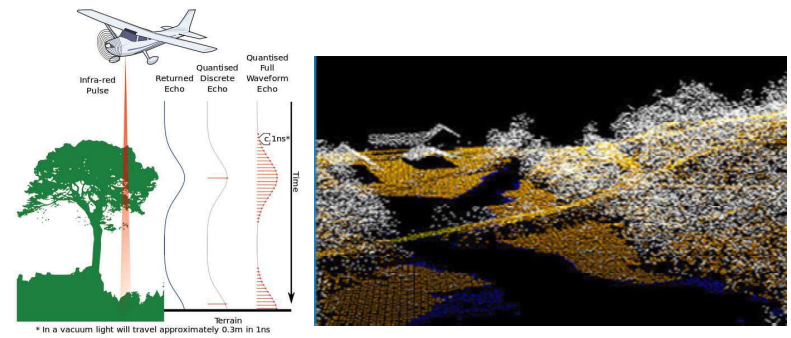 Infra-red
Pulse
Returned
Echo
Quantised
Discrete
Echo
Quantised
Full
Waveform
Echo
c.1ns*
Time
Terrain
* In a vacuum light will travel approximately 0.3m in 1ns